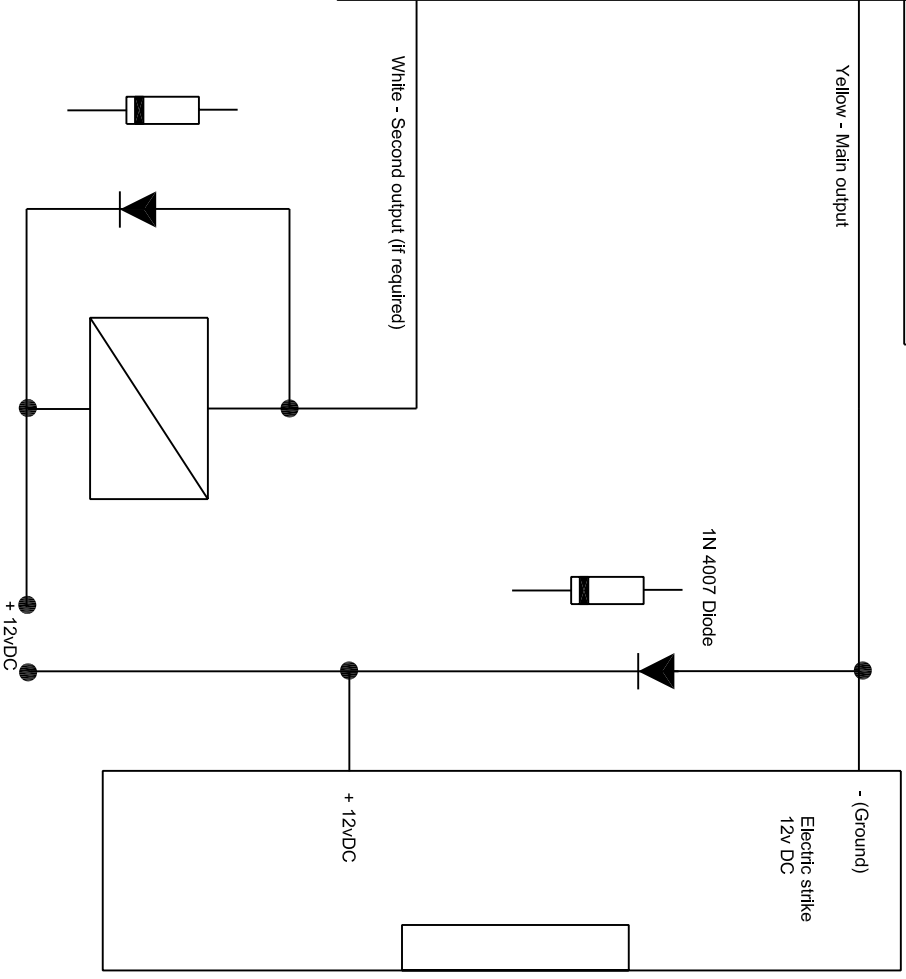 Yellow - Main output
White - Second output (if required)
1N 4007 Diode
- (Ground)
Electric strike
12v DC
+ 12vDC
+ 12vDC